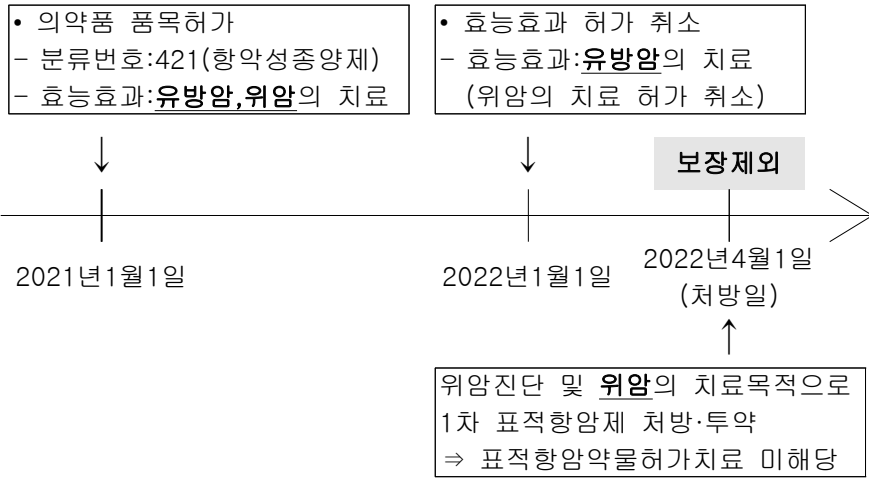 • 의약품 품목허가
- 분류번호:421(항악성종양제)
- 효능효과:유방암,위암의 치료
• 효능효과 허가 취소
- 효능효과:유방암의 치료
(위암의 치료 허가 취소)
보장제외
2021년1월1일
2022년1월1일
2022년4월1일
(처방일)
위암진단 및 위암의 치료목적으로
1차 표적항암제 처방·투약
⇒ 표적항암약물허가치료 미해당